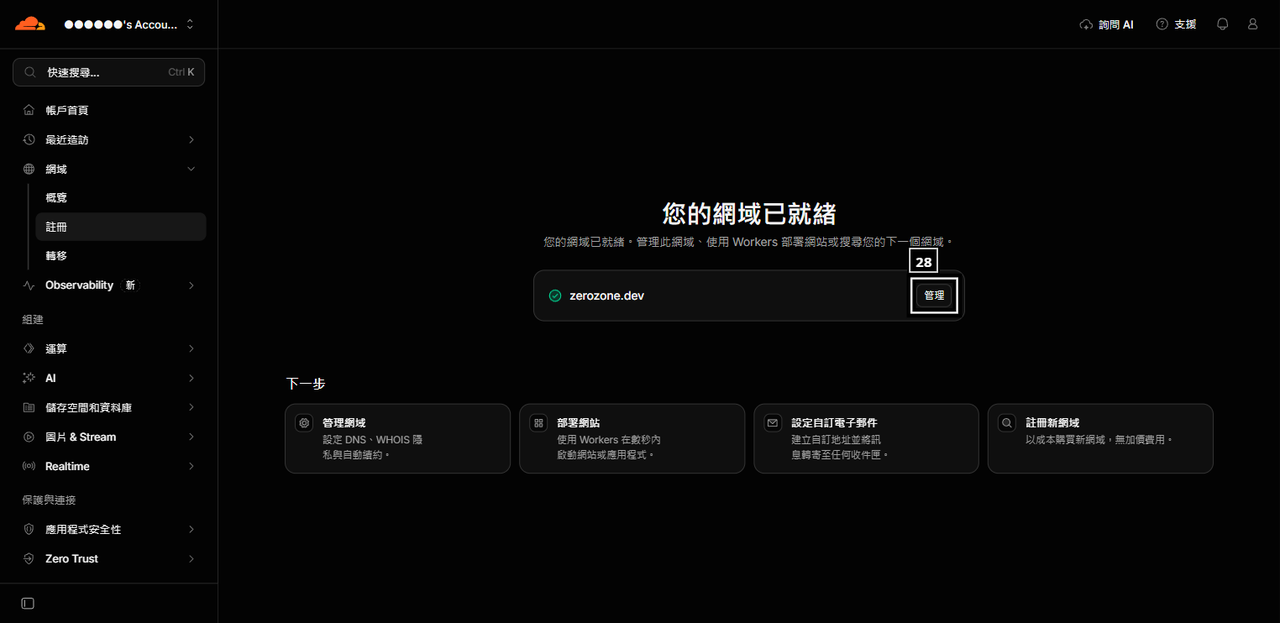 ●●●●●●'s Accou...
詢問 AI
支援
快速搜尋...
Ctrl K
帳戶首頁
最近造訪
網域
概覽
註冊
轉移
Observability 新
組建
運算
AI
儲存空間和資料庫
圖片 & Stream
Realtime
保護與連接
應用程式安全性
Zero Trust
您的網域已就緒
您的網域已就緒。管理此網域、使用 Workers 部署網站或搜尋您的下一個網域。
28
zerozone.dev
管理
下一步
管理網域
設定 DNS、WHOIS 隱
私與自動續約。
部署網站
使用 Workers 在數秒內
啟動網站或應用程式。
設定自訂電子郵件
建立自訂地址並將訊
息轉寄至任何收件匣。
註冊新網域
以成本購買新網域，無加價費用。